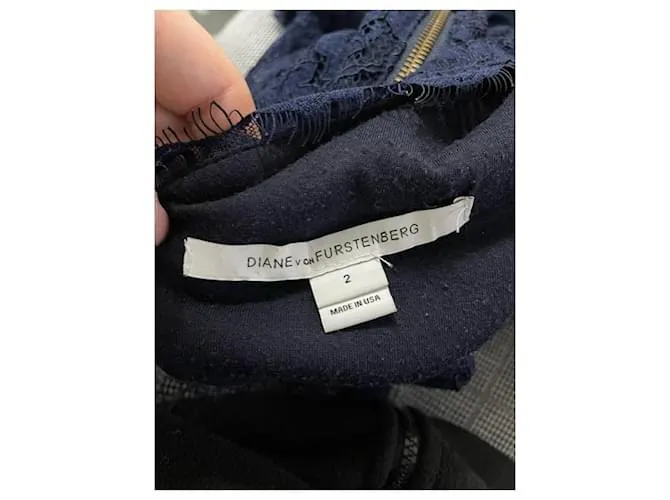 DIANE VON FURSTENBERG
2
MADE IN USA